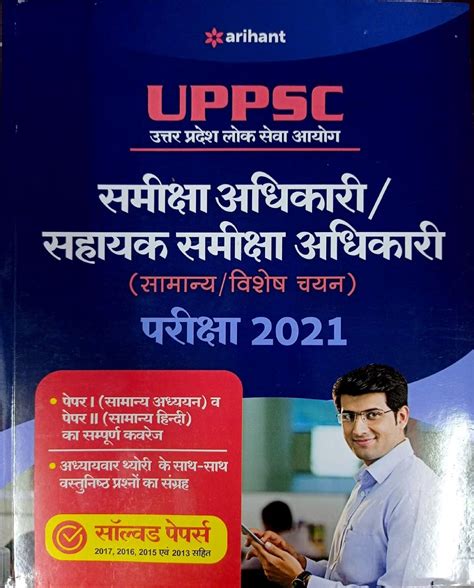 arihant
UPPSC
उत्तर प्रदेश लोक सेवा आयोग
समीक्षा अधिकारी/
सहायक समीक्षा अधिकारी
(सामान्य/विशेष चयन)
परीक्षा 2021
• पेपर I (सामान्य अध्ययन) व
पेपर II (सामान्य हिन्दी)
का सम्पूर्ण कवरेज
• अध्यायवार थ्योरी के साथ-साथ
वस्तुनिष्ठ प्रश्नों का संग्रह
सॉल्वड पेपर्स
2017, 2016, 2015 एवं 2013 सहित